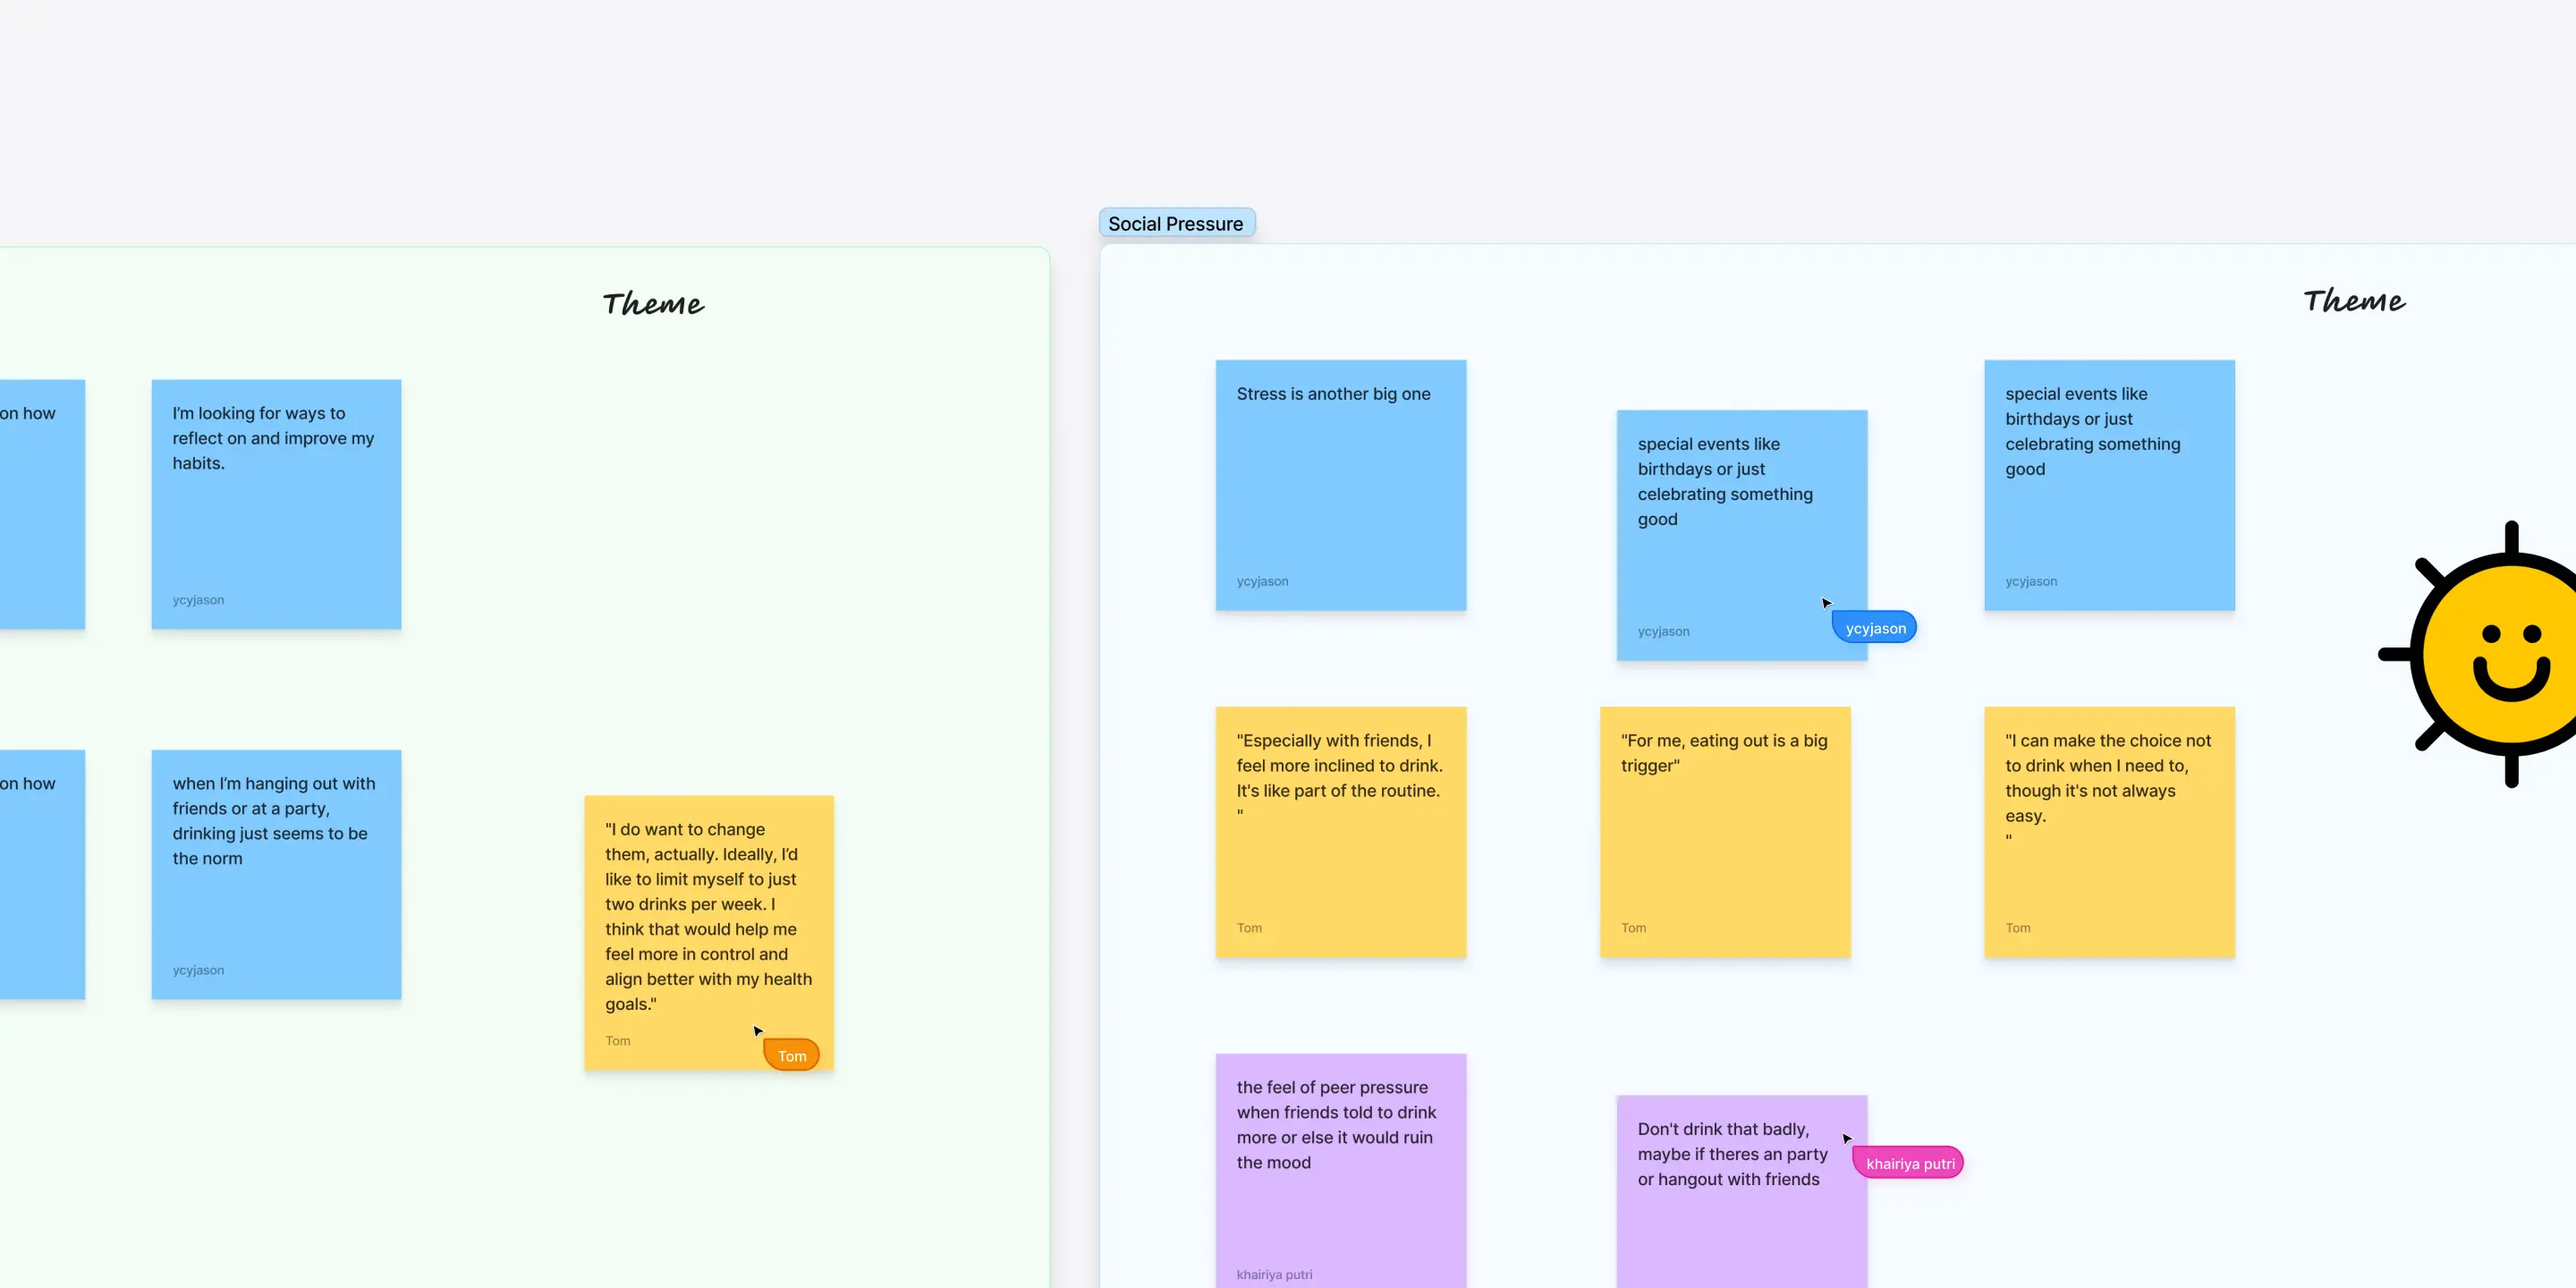 Social Pressure
Theme
on how
I'm looking for ways to
reflect on and improve my
habits.
ycyjason
on how
when I'm hanging out with
friends or at a party,
drinking just seems to be
the norm
ycyjason
"I do want to change
them, actually. Ideally, I'd
like to limit myself to just
two drinks per week. I
think that would help me
feel more in control and
align better with my health
goals."
Tom
Tom
Theme
Stress is another big one
ycyjason
special events like
birthdays or just
celebrating something
good
ycyjason
ycyjason
special events like
birthdays or just
celebrating something
good
ycyjason
"Especially with friends, I
feel more inclined to drink.
It's like part of the routine.
"
Tom
"For me, eating out is a big
trigger"
Tom
"I can make the choice not
to drink when I need to,
though it's not always
easy.
"
Tom
the feel of peer pressure
when friends told to drink
more or else it would ruin
the mood
khairiya putri
Don't drink that badly,
maybe if theres an party
or hangout with friends
khairiya putri